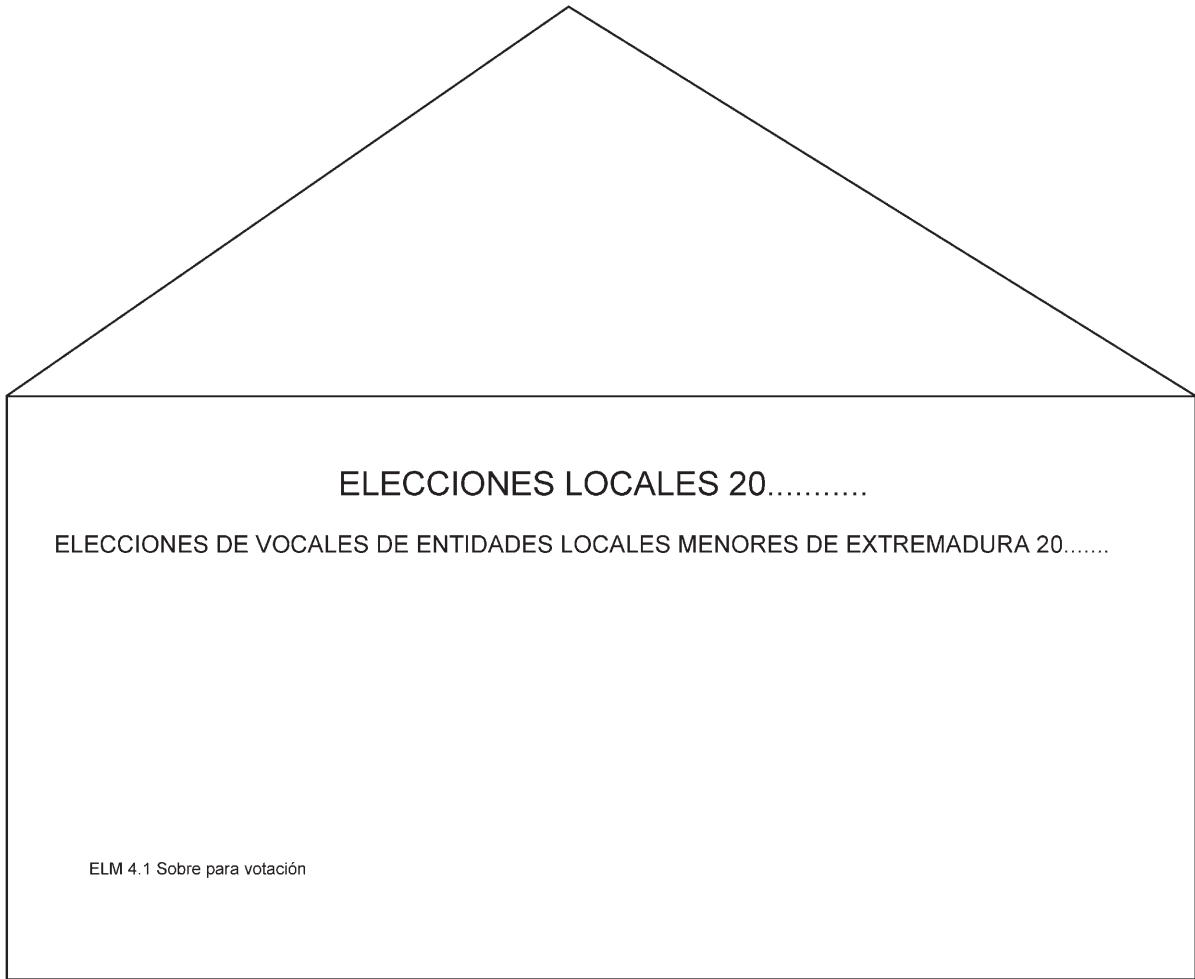 ELECCIONES LOCALES 20...........
ELECCIONES DE VOCALES DE ENTIDADES LOCALES MENORES DE EXTREMADURA 20.......
ELM 4.1 Sobre para votación